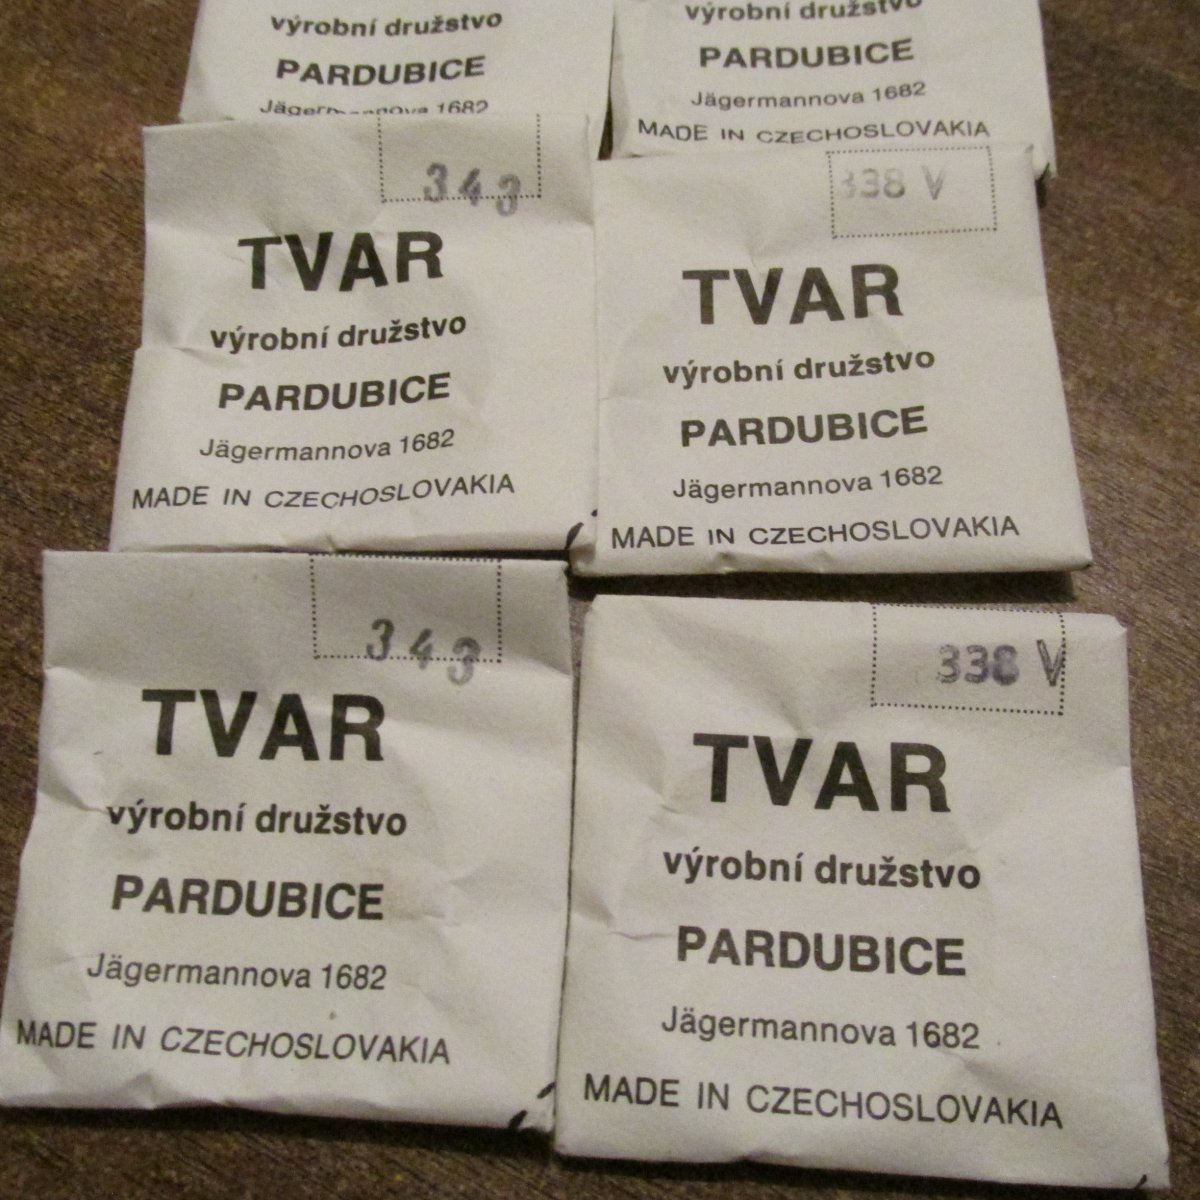 výrobní družstvo
PARDUBICE
Jägermannova 1682
výrobní družstvo
PARDUBICE
Jägermannova 1682
MADE IN CZECHOSLOVAKIA
343
TVAR
výrobní družstvo
PARDUBICE
Jägermannova 1682
MADE IN CZECHOSLOVAKIA
338 V
TVAR
výrobní družstvo
PARDUBICE
Jägermannova 1682
MADE IN CZECHOSLOVAKIA
343
TVAR
výrobní družstvo
PARDUBICE
Jägermannova 1682
MADE IN CZECHOSLOVAKIA
338 V
TVAR
výrobní družstvo
PARDUBICE
Jägermannova 1682
MADE IN CZECHOSLOVAKIA